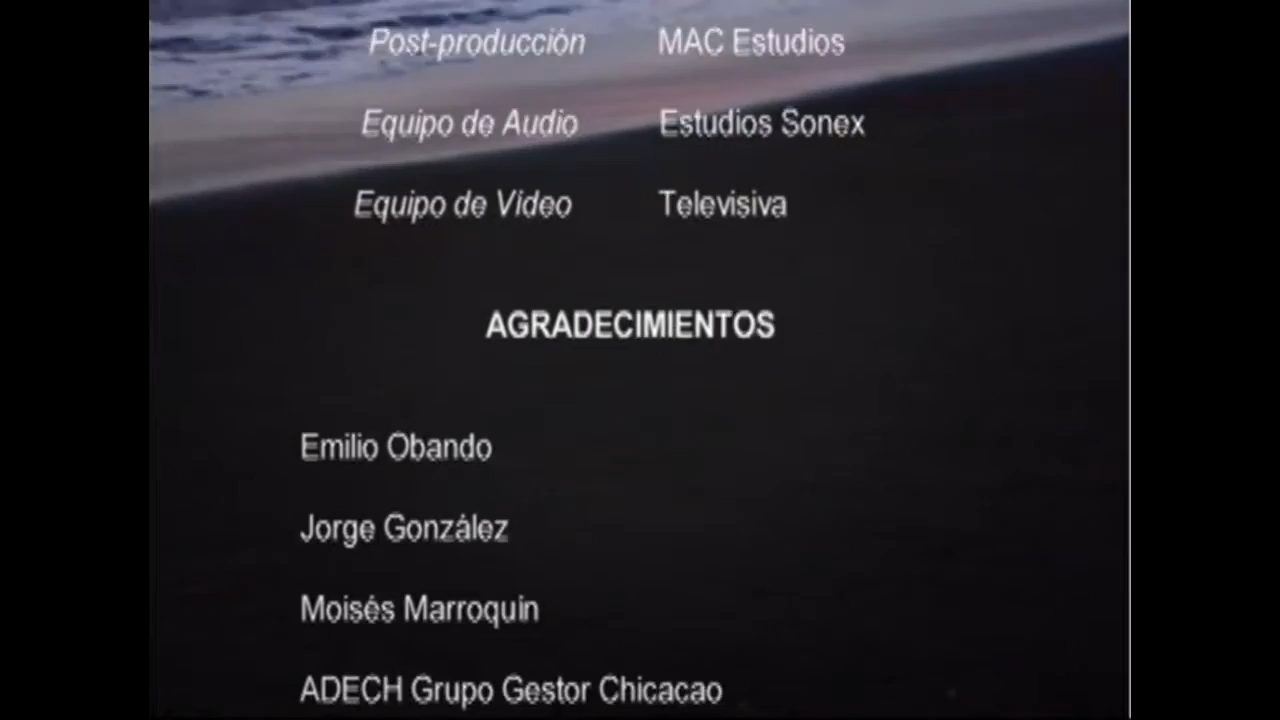 Post-producción MAC Estudios
Equipo de Audio Estudios Sonex
Equipo de Vídeo Televisiva
AGRADECIMIENTOS
Emilio Obando
Jorge González
Moisés Marroquín
ADECH Grupo Gestor Chicacao